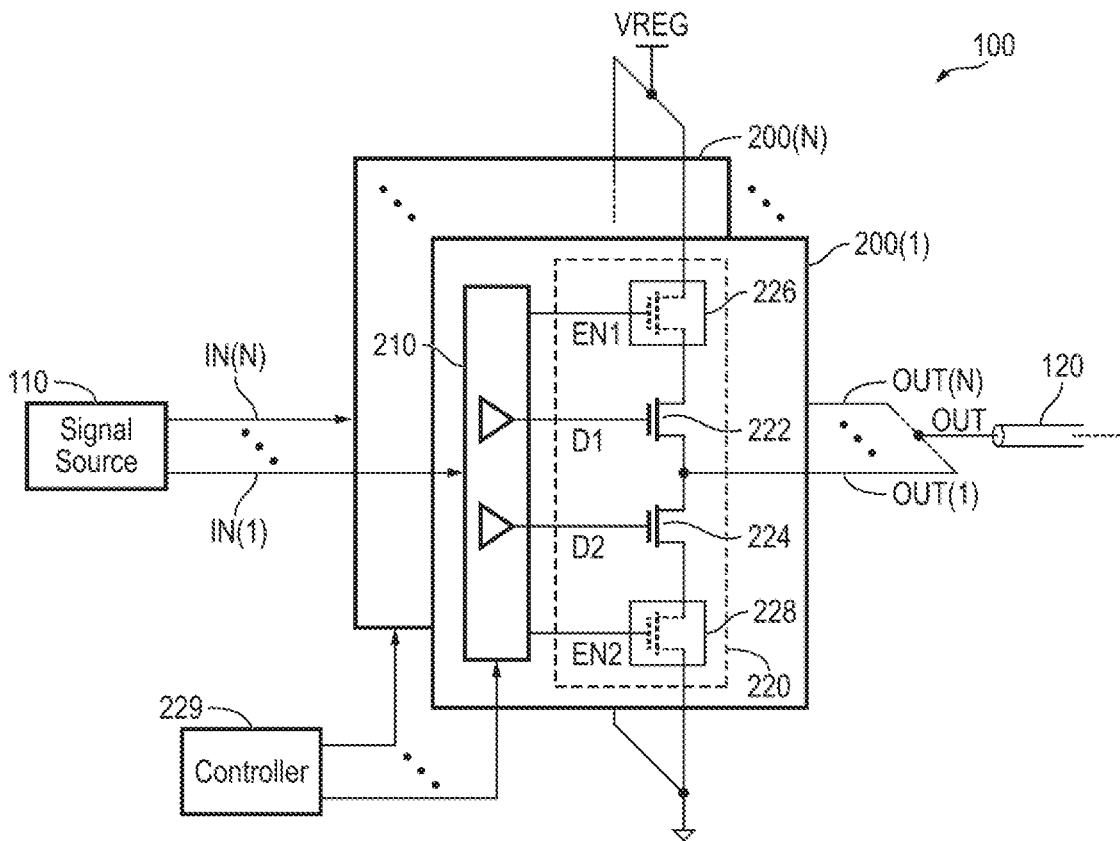 VREG
100
200(N)
200(1)
226
EN1
210
IN(N)
110
Signal
Source
D1
222
OUT(N)
OUT
120
IN(1)
OUT(1)
D2
224
228
EN2
220
229
Controller